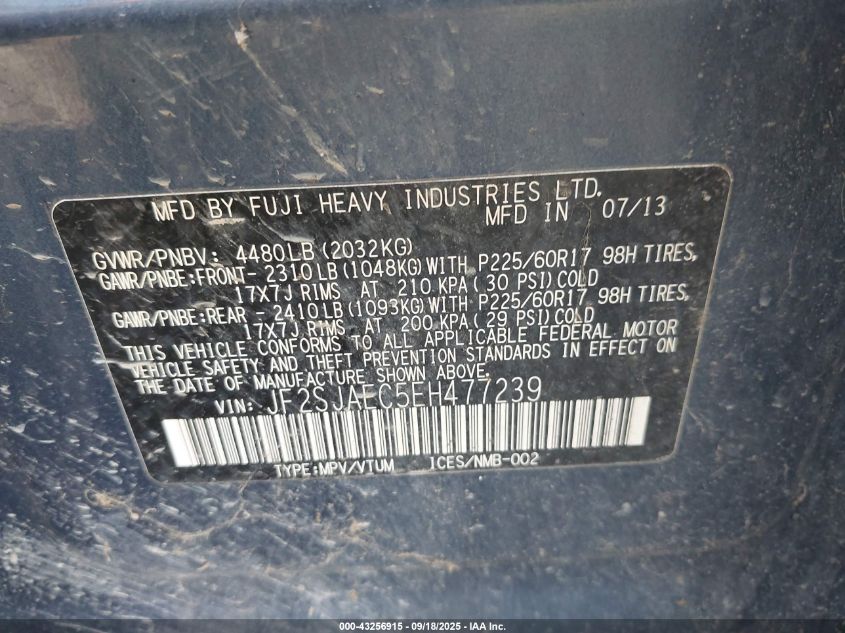 MFD BY FUJI HEAVY INDUSTRIES LTD.
MFD IN 07/13
GVWR/PNBV: 4480LB (2032KG)
GAWR/PNBE:FRONT- 2310LB (1048KG) WITH P225/60R17 98H TIRES,
17X7J RIMS AT 210 KPA (30 PSI) COLD
GAWR/PNBE:REAR - 2410LB (1093KG) WITH P225/60R17 98H TIRES,
17X7J RIMS AT 200 KPA (29 PSI) COLD
THIS VEHICLE CONFORMS TO ALL APPLICABLE FEDERAL MOTOR
VEHICLE SAFETY AND THEFT PREVENTION STANDARDS IN EFFECT ON
THE DATE OF MANUFACTURE SHOWN ABOVE.
VIN: JF2SJAEC5EH477239
TYPE:MPV/VTUM ICES/NMB-002
000-43256915 - 09/18/2025 - IAA Inc.